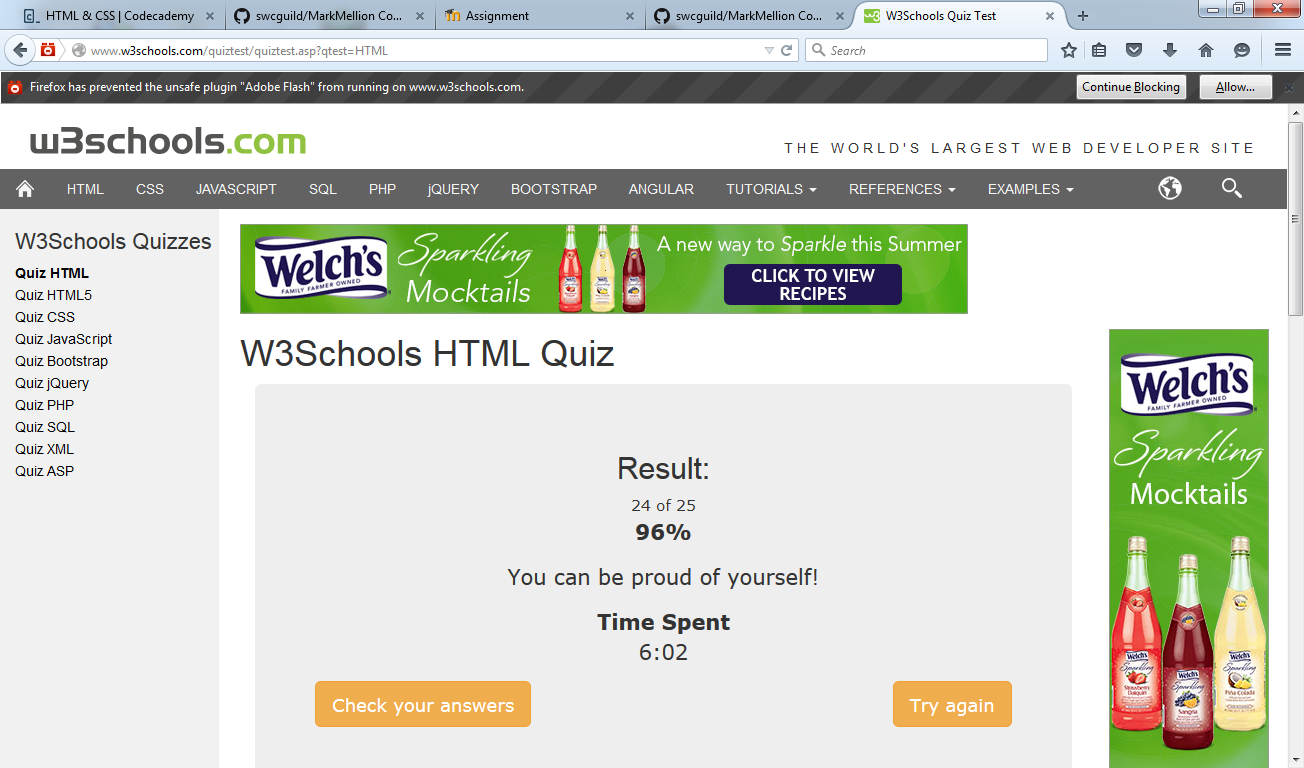 HTML & CSS | Codecademy
swcguild/MarkMellion Co...
Assignment
swcguild/MarkMellion Co...
W3Schools Quiz Test
www.w3schools.com/quiztest/quiztest.asp?qtest=HTML
Search
Firefox has prevented the unsafe plugin "Adobe Flash" from running on www.w3schools.com.
Continue Blocking
Allow...
w3schools.com
THE WORLD'S LARGEST WEB DEVELOPER SITE
HTML CSS JAVASCRIPT SQL PHP jQUERY BOOTSTRAP ANGULAR TUTORIALS REFERENCES EXAMPLES
W3Schools Quizzes
Quiz HTML
Quiz HTML5
Quiz CSS
Quiz JavaScript
Quiz Bootstrap
Quiz jQuery
Quiz PHP
Quiz SQL
Quiz XML
Quiz ASP
Welch's
FAMILY FARMER OWNED
Sparkling
Mocktails
A new way to Sparkle this Summer
CLICK TO VIEW
RECIPES
W3Schools HTML Quiz
Result:
24 of 25
96%
You can be proud of yourself!
Time Spent
6:02
Check your answers
Try again
Welch's
FAMILY FARMER OWNED
Sparkling
Mocktails
Welch's
Sparkling
Strawberry
Daiquiri
Welch's
Sparkling
Sangria
Welch's
Sparkling
Piña Colada